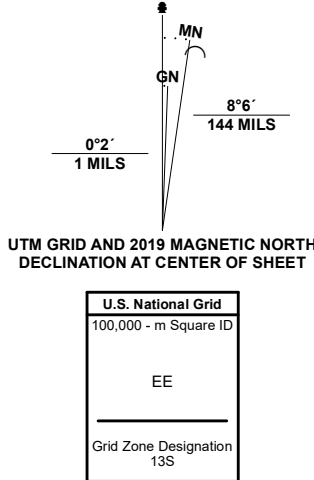 MN
GN
8°6´
144 MILS
0°2´
1 MILS
UTM GRID AND 2019 MAGNETIC NORTH
DECLINATION AT CENTER OF SHEET
U.S. National Grid
100,000 - m Square ID
EE
Grid Zone Designation
13S